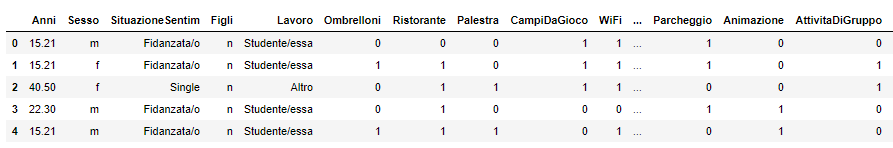 Anni Sesso SituazioneSentim Figli Lavoro Ombrelloni Ristorante Palestra CampiDaGioco WiFi ... Parcheggio Animazione AttivitaDiGruppo
0 15.21 m Fidanzata/o n Studente/essa 0 0 0 1 1 ... 1 0 0
1 15.21 f Fidanzata/o n Studente/essa 1 1 0 1 1 ... 0 0 1
2 40.50 f Single n Altro 0 1 1 1 1 ... 0 0 1
3 22.30 m Fidanzata/o n Studente/essa 0 1 0 0 0 ... 1 1 0
4 15.21 m Fidanzata/o n Studente/essa 1 1 1 0 1 ... 0 1 0